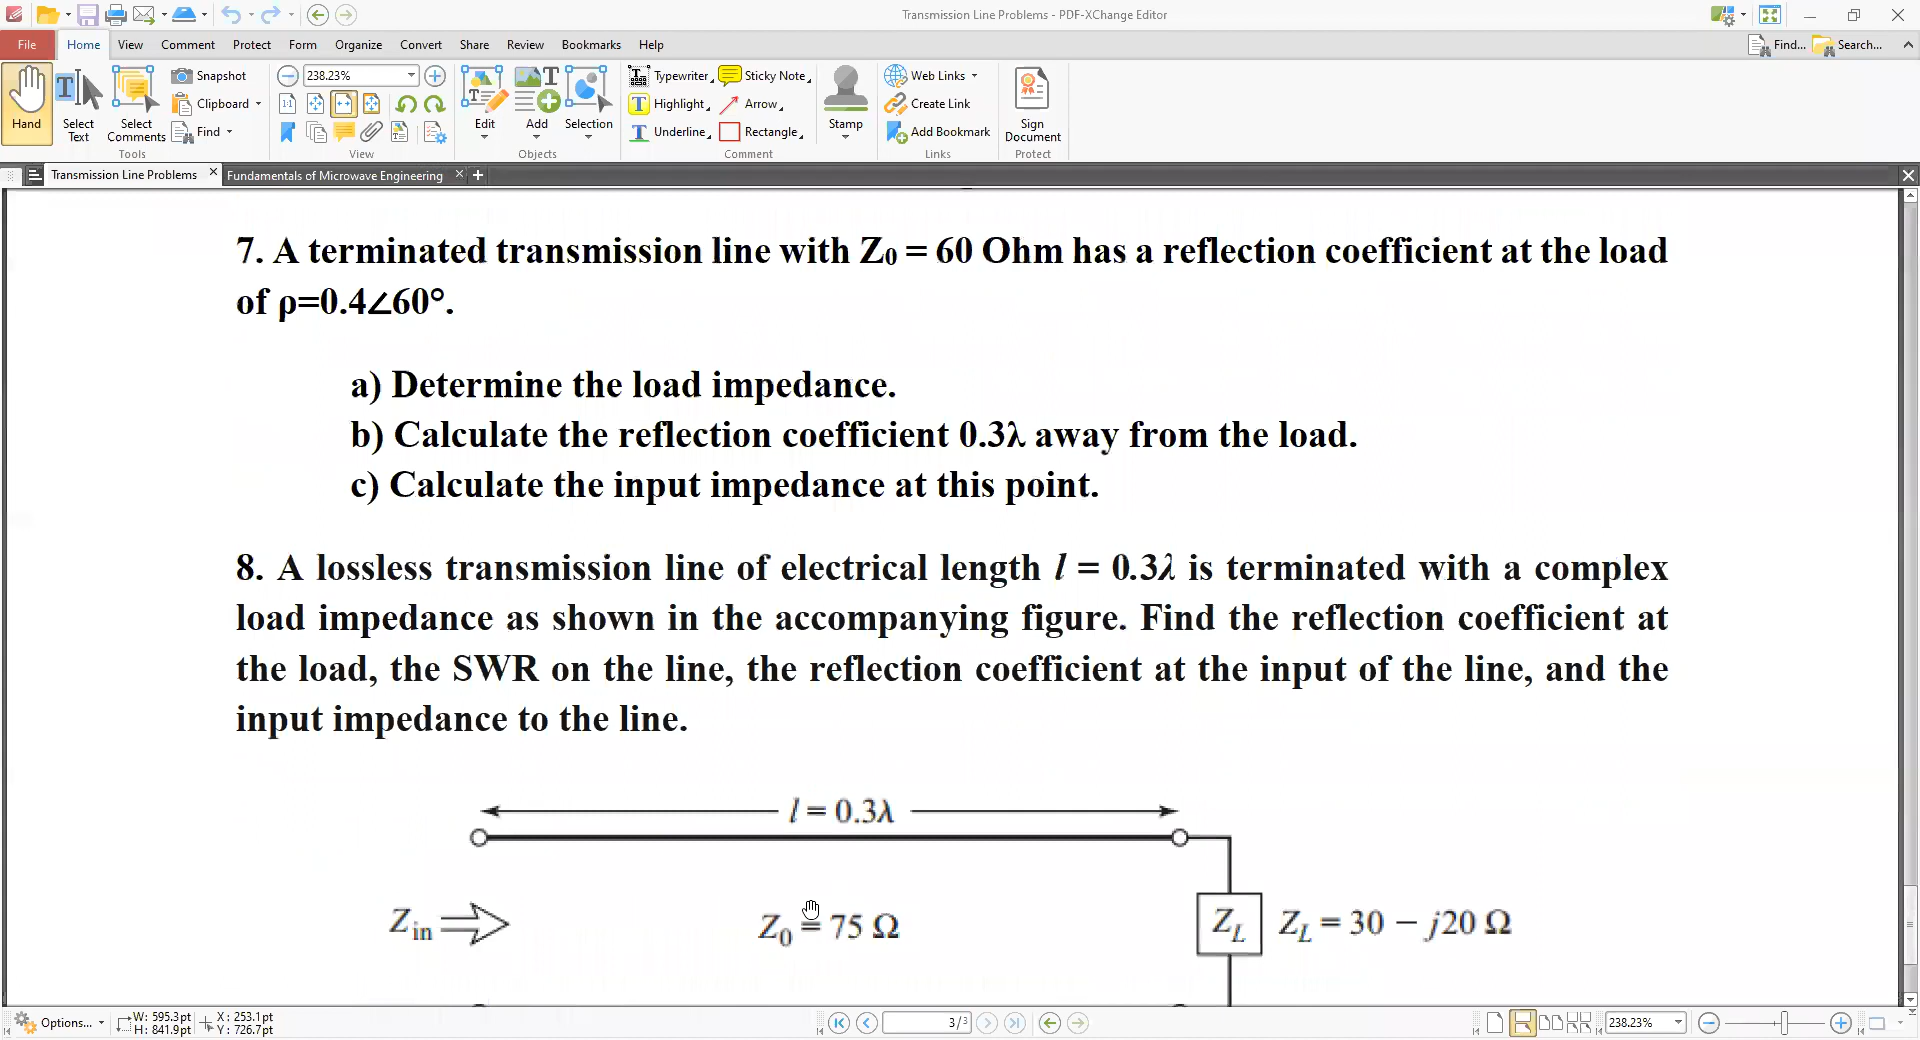 Transmission Line Problems - PDF-XChange Editor
File Home View Comment Protect Form Organize Convert Share Review Bookmarks Help Find... Search...
Hand
Select Text
Select Comments
Snapshot
Clipboard
Find
Tools
238.23%
1:1
View
Edit
Add
Selection
Objects
Typewriter Sticky Note
Highlight Arrow
Underline Rectangle
Stamp
Comment
Web Links
Create Link
Add Bookmark
Links
Sign Document
Protect
Transmission Line Problems Fundamentals of Microwave Engineering
7. A terminated transmission line with Z₀ = 60 Ohm has a reflection coefficient at the load
of ρ=0.4∠60°.
a) Determine the load impedance.
b) Calculate the reflection coefficient 0.3λ away from the load.
c) Calculate the input impedance at this point.
8. A lossless transmission line of electrical length l = 0.3λ is terminated with a complex
load impedance as shown in the accompanying figure. Find the reflection coefficient at
the load, the SWR on the line, the reflection coefficient at the input of the line, and the
input impedance to the line.
l = 0.3λ
Z_in Z₀ = 75 Ω Z_L Z_L = 30 − j20 Ω
Options... W: 595.3pt X: 253.1pt 3/3 238.23%
H: 841.9pt Y: 726.7pt